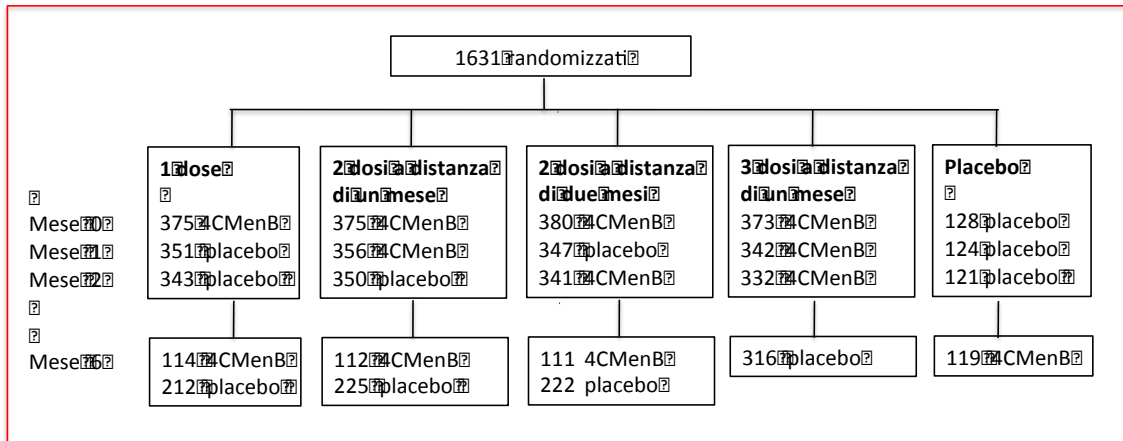 1631 randomizzati
1 dose
375 4CMenB
351 placebo
343 placebo
2 dosi a distanza
di un mese
375 4CMenB
356 4CMenB
350 placebo
2 dosi a distanza
di due mesi
380 4CMenB
347 placebo
341 4CMenB
3 dosi a distanza
di un mese
373 4CMenB
342 4CMenB
332 4CMenB
Placebo
128 placebo
124 placebo
121 placebo
Mese 0
Mese 1
Mese 2
Mese 6
114 4CMenB
212 placebo
112 4CMenB
225 placebo
111 4CMenB
222 placebo
316 placebo
119 4CMenB